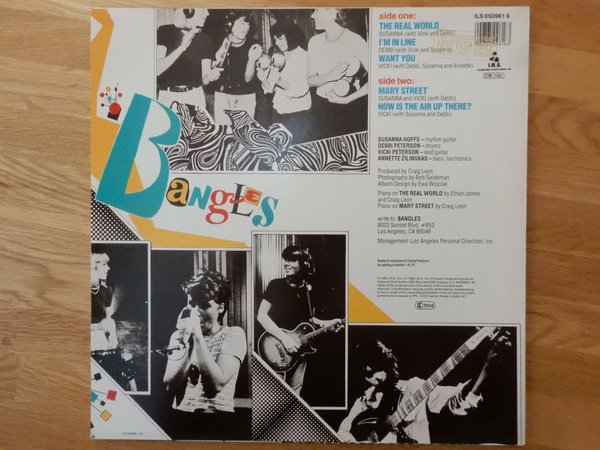 side one:
ILS 650961 6
THE REAL WORLD
SUSANNA (with Vicki and Debbi)
I'M IN LINE
DEBBI (with Vicki and Susanna)
WANT YOU
VICKI (with Debbi, Susanna and Annette)
I.R.S.
CB 
side two:
MARY STREET
SUSANNA and VICKI (with Debbi)
HOW IS THE AIR UP THERE?
VICKI (with Susanna and Debbi)
SUSANNA HOFFS – rhythm guitar
DEBBI PETERSON – drums
VICKI PETERSON – lead guitar
ANNETTE ZILINSKAS – bass, harmonica
Produced by Craig Leon
Photography by Bob Seideman
Album Design by Ewa Wojciak
Piano on THE REAL WORLD by Ethan James
and Craig Leon
Piano on MARY STREET by Craig Leon
write to: BANGLES
8033 Sunset Blvd. #853
Los Angeles, CA 90046
Management: Los Angeles Personal Direction, Inc.
BANGLES